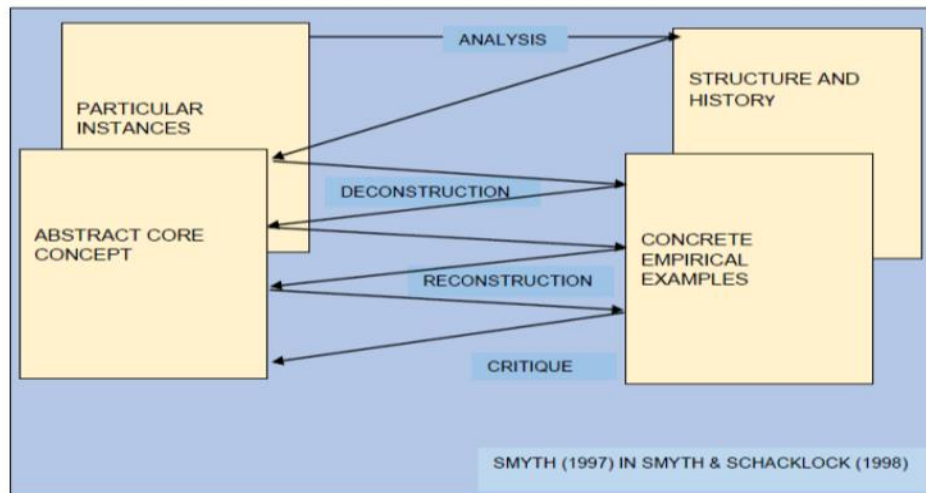 ANALYSIS
PARTICULAR
INSTANCES
STRUCTURE AND
HISTORY
DECONSTRUCTION
ABSTRACT CORE
CONCEPT
CONCRETE
EMPIRICAL
EXAMPLES
RECONSTRUCTION
CRITIQUE
SMYTH (1997) IN SMYTH & SCHACKLOCK (1998)